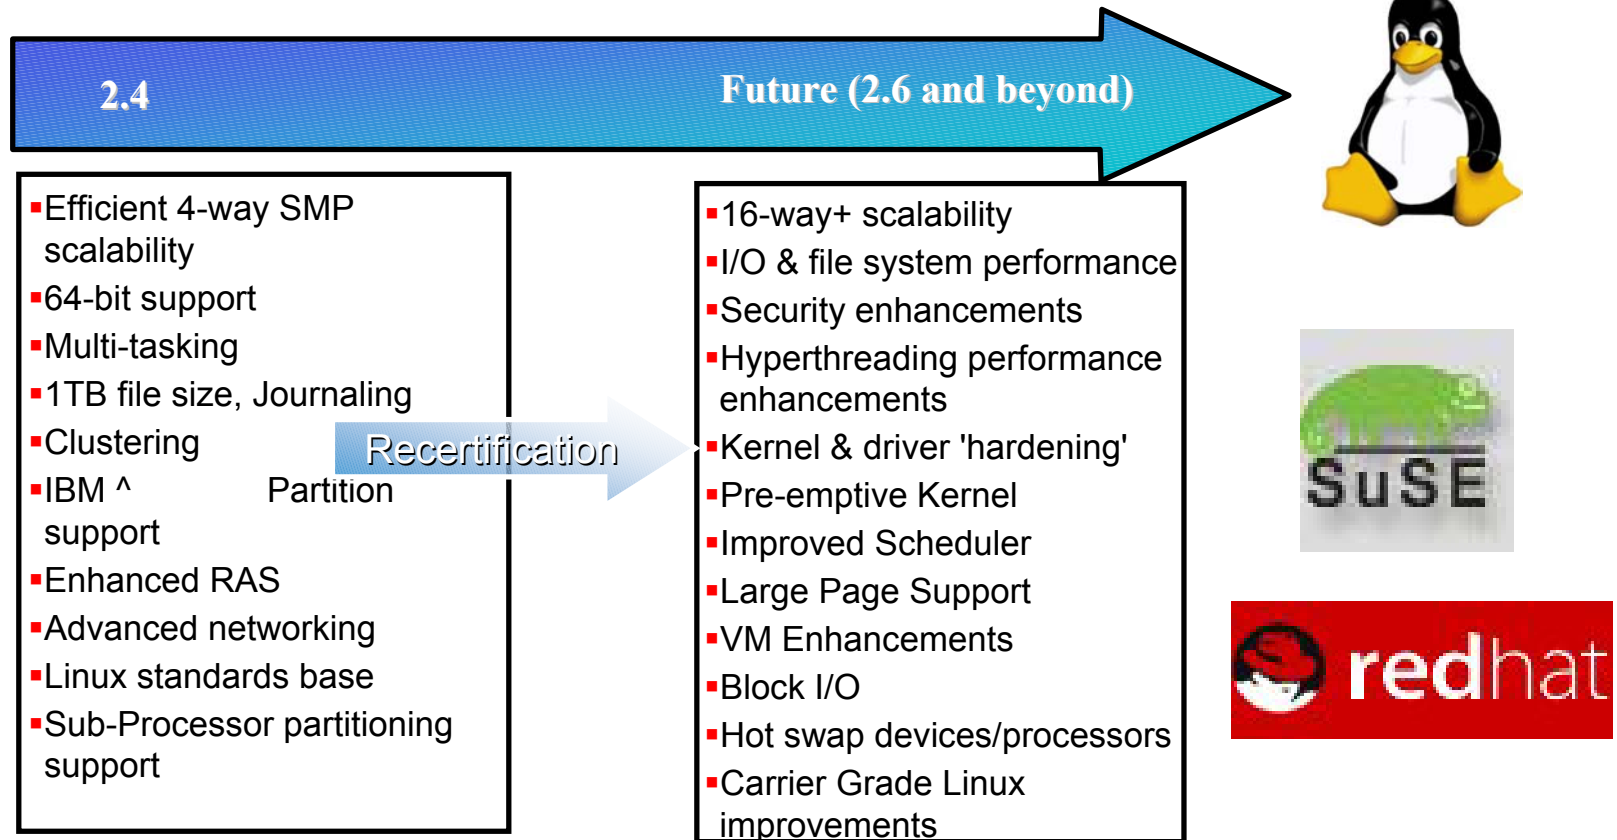 2.4
Future (2.6 and beyond)
▪Efficient 4-way SMP
scalability
▪64-bit support
▪Multi-tasking
▪1TB file size, Journaling
▪Clustering
▪IBM ^ Partition
support
▪Enhanced RAS
▪Advanced networking
▪Linux standards base
▪Sub-Processor partitioning
support
Recertification
▪16-way+ scalability
▪I/O & file system performance
▪Security enhancements
▪Hyperthreading performance
enhancements
▪Kernel & driver 'hardening'
▪Pre-emptive Kernel
▪Improved Scheduler
▪Large Page Support
▪VM Enhancements
▪Block I/O
▪Hot swap devices/processors
▪Carrier Grade Linux
improvements
SuSE
redhat